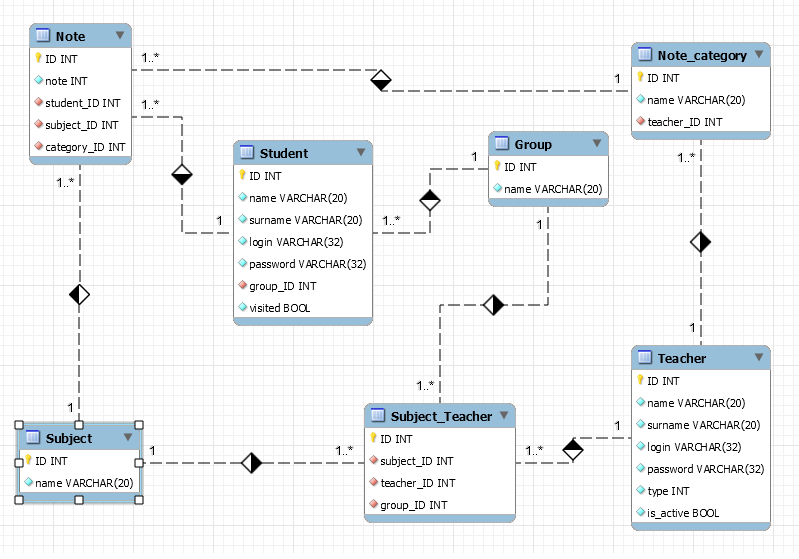 Note
ID INT
note INT
student_ID INT
subject_ID INT
category_ID INT
1..*
1
1..*
1
1..*
1
Note_category
ID INT
name VARCHAR(20)
teacher_ID INT
Student
ID INT
name VARCHAR(20)
surname VARCHAR(20)
login VARCHAR(32)
password VARCHAR(32)
group_ID INT
visited BOOL
1..*
1
Group
ID INT
name VARCHAR(20)
1
1..*
1..*
1
Subject
ID INT
name VARCHAR(20)
1
1..*
Subject_Teacher
ID INT
subject_ID INT
teacher_ID INT
group_ID INT
1..*
1
Teacher
ID INT
name VARCHAR(20)
surname VARCHAR(20)
login VARCHAR(32)
password VARCHAR(32)
type INT
is_active BOOL